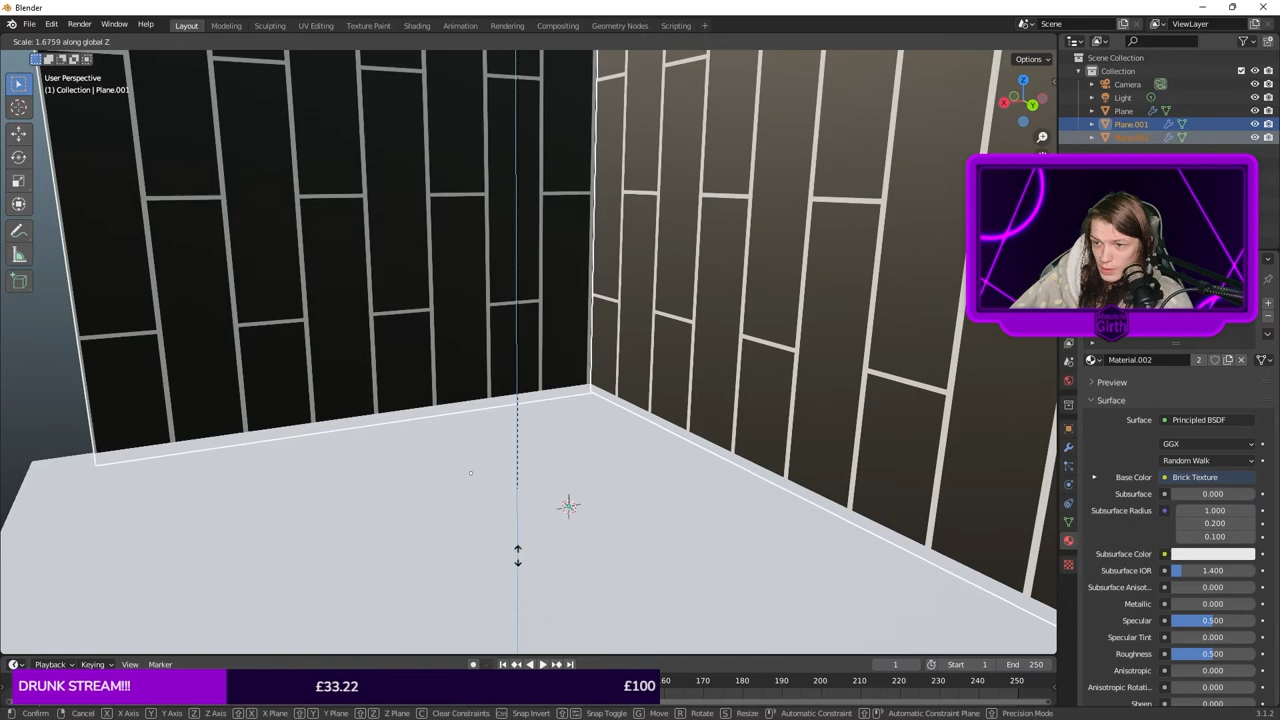 Blender
File Edit Render Window Help Layout Modeling Sculpting UV Editing Texture Paint Shading Animation Rendering Compositing Geometry Nodes Scripting + Scene ViewLayer
Scale: 1.6759 along global Z
Options
User Perspective
(1) Collection | Plane.001
X Y Z
Scene Collection
Collection
Camera
Light
Plane
Plane.001
Girth
Material.002 2
Preview
Surface
Surface Principled BSDF
GGX
Random Walk
Base Color Brick Texture
Subsurface 0.000
Subsurface Radius 1.000
0.200
0.100
Subsurface Color
Subsurface IOR 1.400
Subsurface Anisot... 0.000
Metallic 0.000
Specular 0.500
Specular Tint 0.000
Roughness 0.500
Anisotropic 0.000
Anisotropic Rotati... 0.000
Sheen 0.000
Playback Keying View Marker 1 Start 1 End 250
DRUNK STREAM!!! £33.22 £100
160 170 180 190 200 210 220 230 240 250
Confirm Cancel X X Axis Y Y Axis Z Z Axis X X Plane Y Y Plane Z Z Plane C Clear Constraints Snap Invert Snap Toggle G Move R Rotate S Resize Automatic Constraint Automatic Constraint Plane Precision Mode 3.1.2